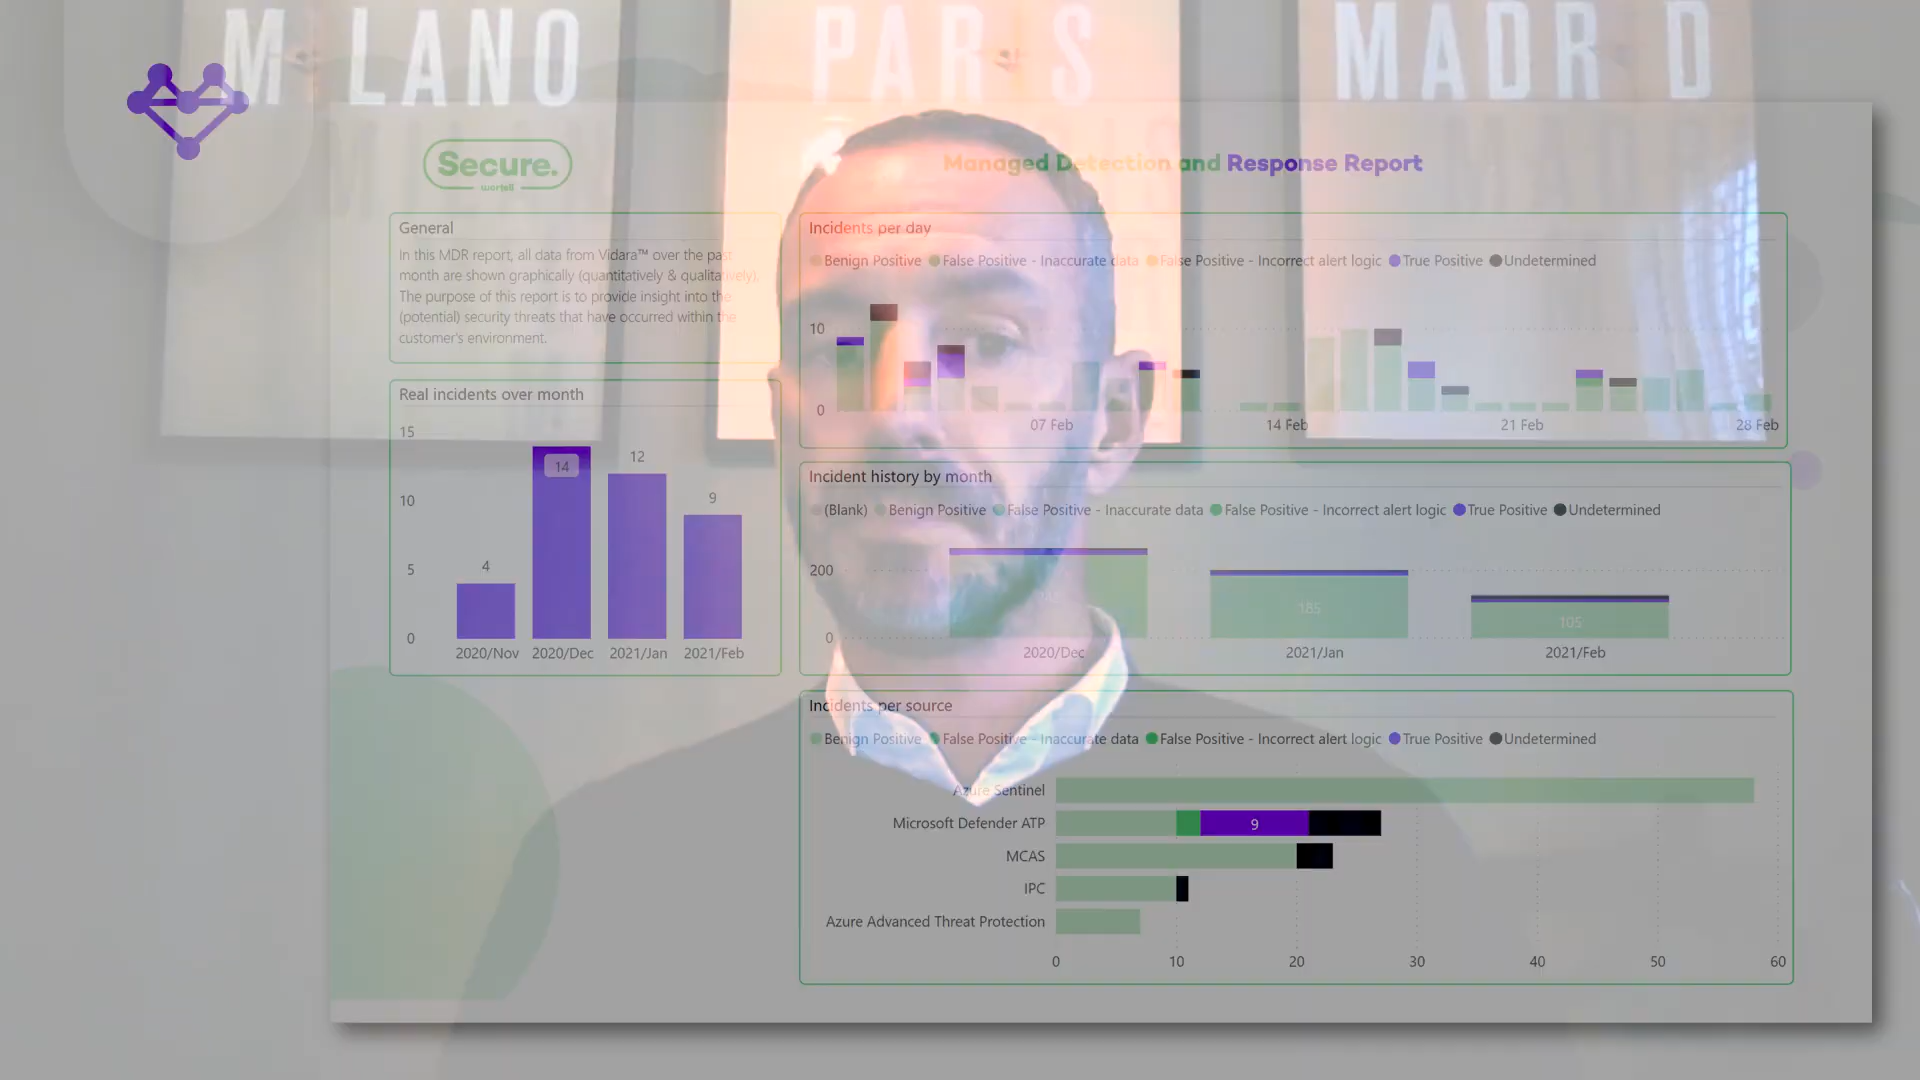 M LANO
PAR S
MADR D
Secure.
wortell
Managed Detection and Response Report
General
In this MDR report, all data from Vidara™ over the past
month are shown graphically (quantitatively & qualitatively).
The purpose of this report is to provide insight into the
(potential) security threats that have occurred within the
customer's environment.
Real incidents over month
15
10
5
0
4
14
12
9
2020/Nov 2020/Dec 2021/Jan 2021/Feb
Incidents per day
Benign Positive False Positive - Inaccurate data False Positive - Incorrect alert logic True Positive Undetermined
10
0
07 Feb 14 Feb 21 Feb 28 Feb
Incident history by month
(Blank) Benign Positive False Positive - Inaccurate data False Positive - Incorrect alert logic True Positive Undetermined
200
0
185
105
2020/Dec 2021/Jan 2021/Feb
Incidents per source
Benign Positive False Positive - Inaccurate data False Positive - Incorrect alert logic True Positive Undetermined
Azure Sentinel
Microsoft Defender ATP
9
MCAS
IPC
Azure Advanced Threat Protection
0 10 20 30 40 50 60